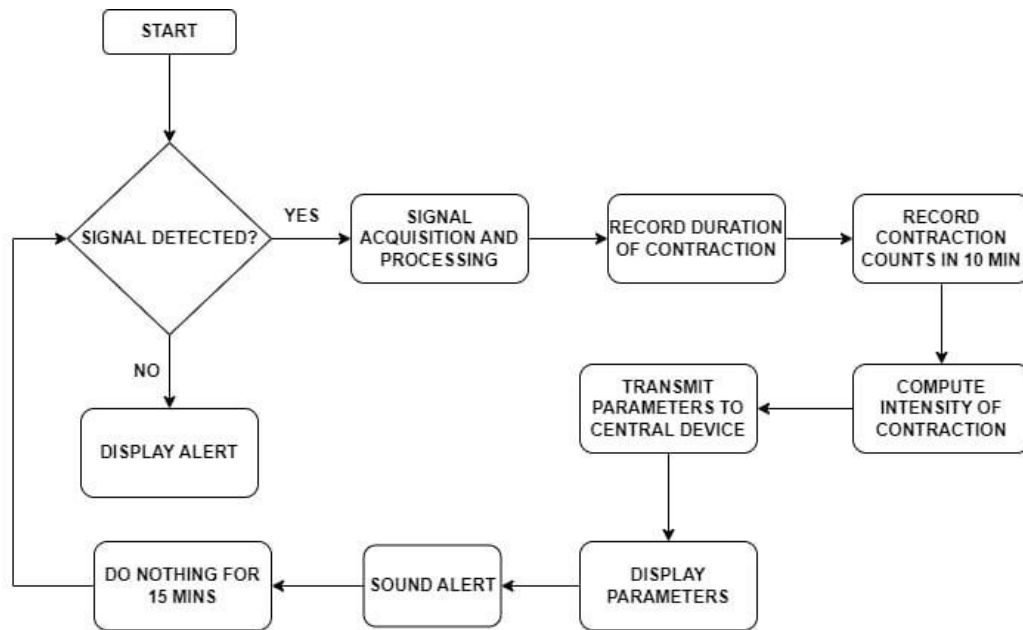 START
SIGNAL DETECTED?
YES
SIGNAL
ACQUISITION AND
PROCESSING
RECORD DURATION
OF CONTRACTION
RECORD
CONTRACTION
COUNTS IN 10 MIN
NO
DISPLAY ALERT
COMPUTE
INTENSITY OF
CONTRACTION
TRANSMIT
PARAMETERS TO
CENTRAL DEVICE
DISPLAY
PARAMETERS
SOUND ALERT
DO NOTHING FOR
15 MINS